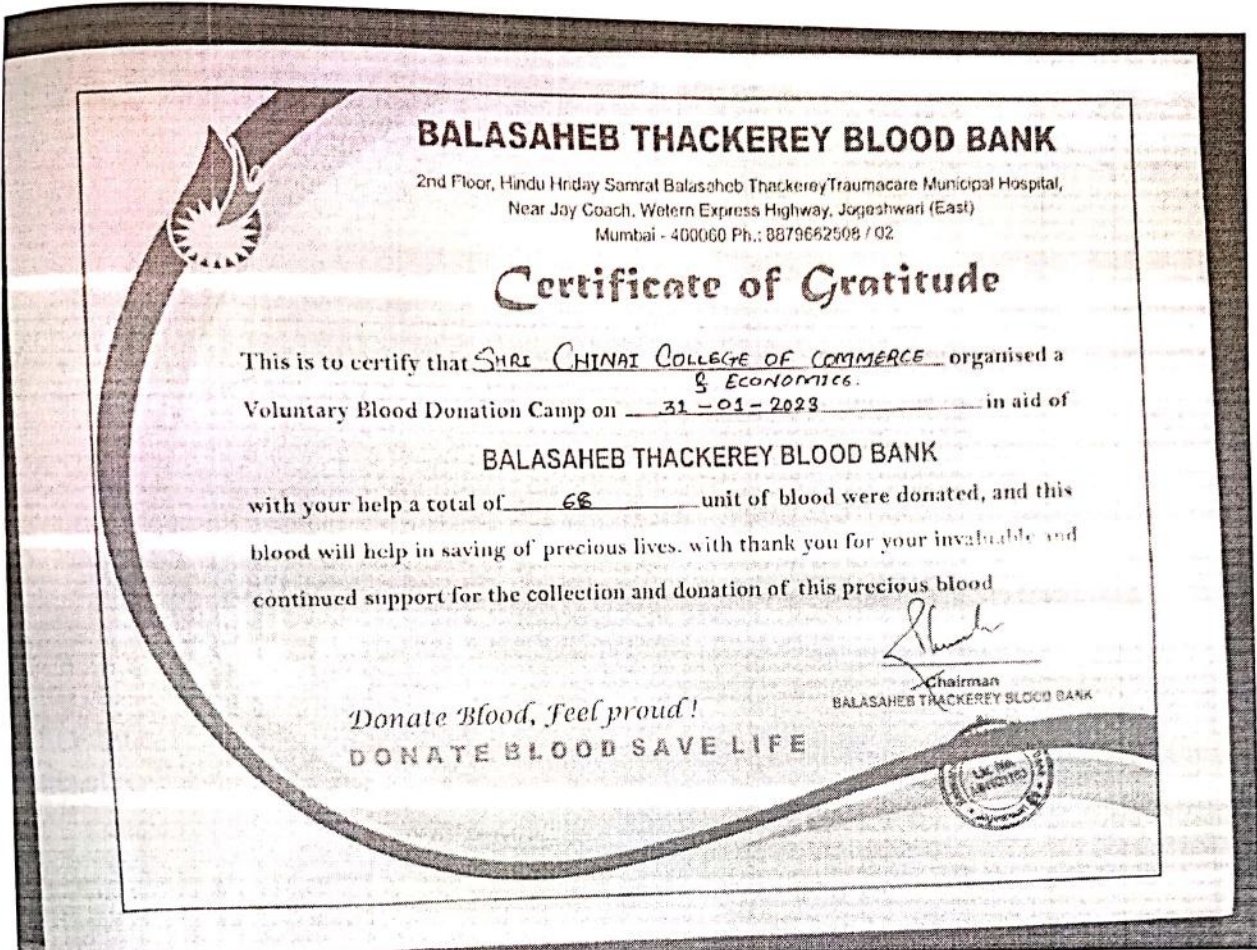 BALASAHEB THACKEREY BLOOD BANK
2nd Floor, Hindu Hriday Samrat Balasaheb ThackereyTraumacare Municipal Hospital,
Near Jay Coach, Wetern Express Highway, Jogeshwari (East)
Mumbai - 400060 Ph.: 8879662508 / 02
Certificate of Gratitude
This is to certify that SHRI CHINAI COLLEGE OF COMMERCE organised a
& ECONOMICS.
Voluntary Blood Donation Camp on 31-01-2023 in aid of
BALASAHEB THACKEREY BLOOD BANK
with your help a total of 68 unit of blood were donated, and this
blood will help in saving of precious lives. with thank you for your invaluable and
continued support for the collection and donation of this precious blood
Chairman
BALASAHEB THACKEREY BLOOD BANK
Donate Blood, Feel proud!
DONATE BLOOD SAVE LIFE
Lic. No.